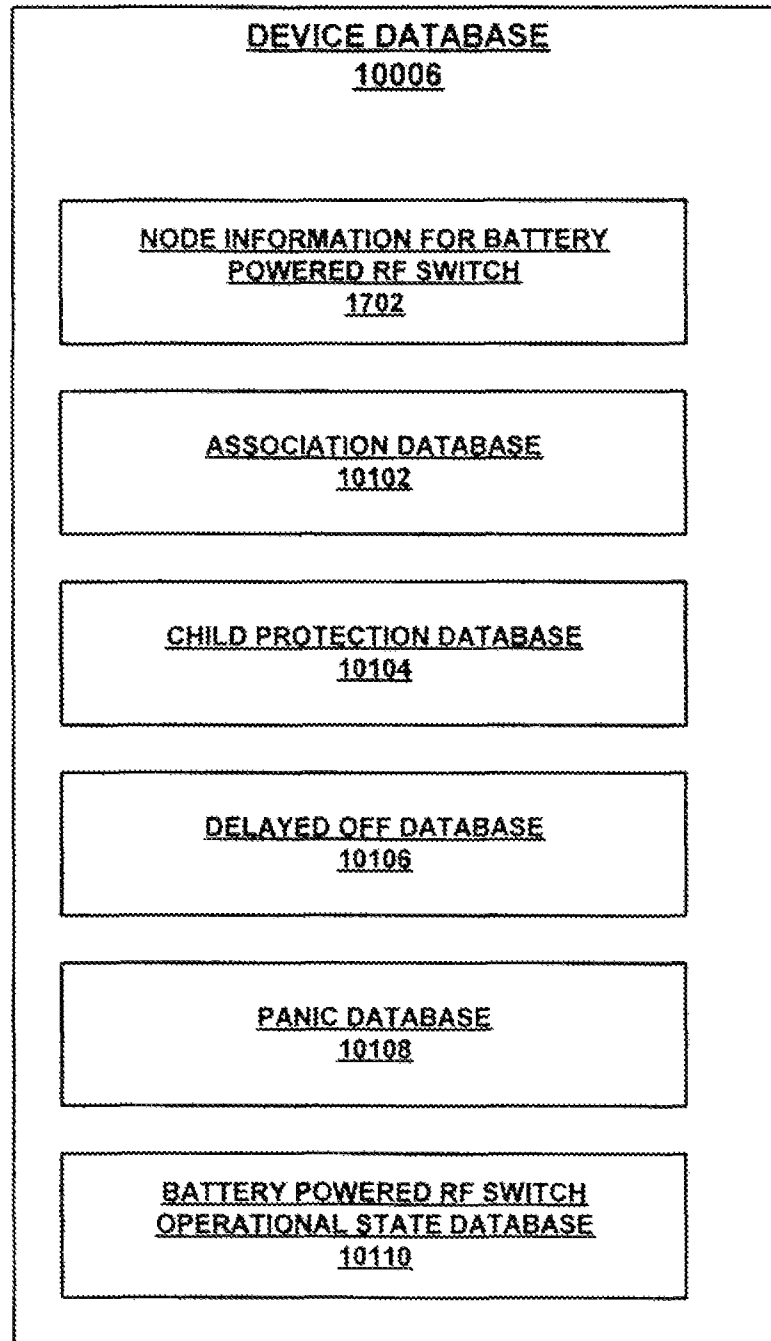 DEVICE DATABASE
10006
NODE INFORMATION FOR BATTERY
POWERED RF SWITCH
1702
ASSOCIATION DATABASE
10102
CHILD PROTECTION DATABASE
10104
DELAYED OFF DATABASE
10106
PANIC DATABASE
10108
BATTERY POWERED RF SWITCH
OPERATIONAL STATE DATABASE
10110